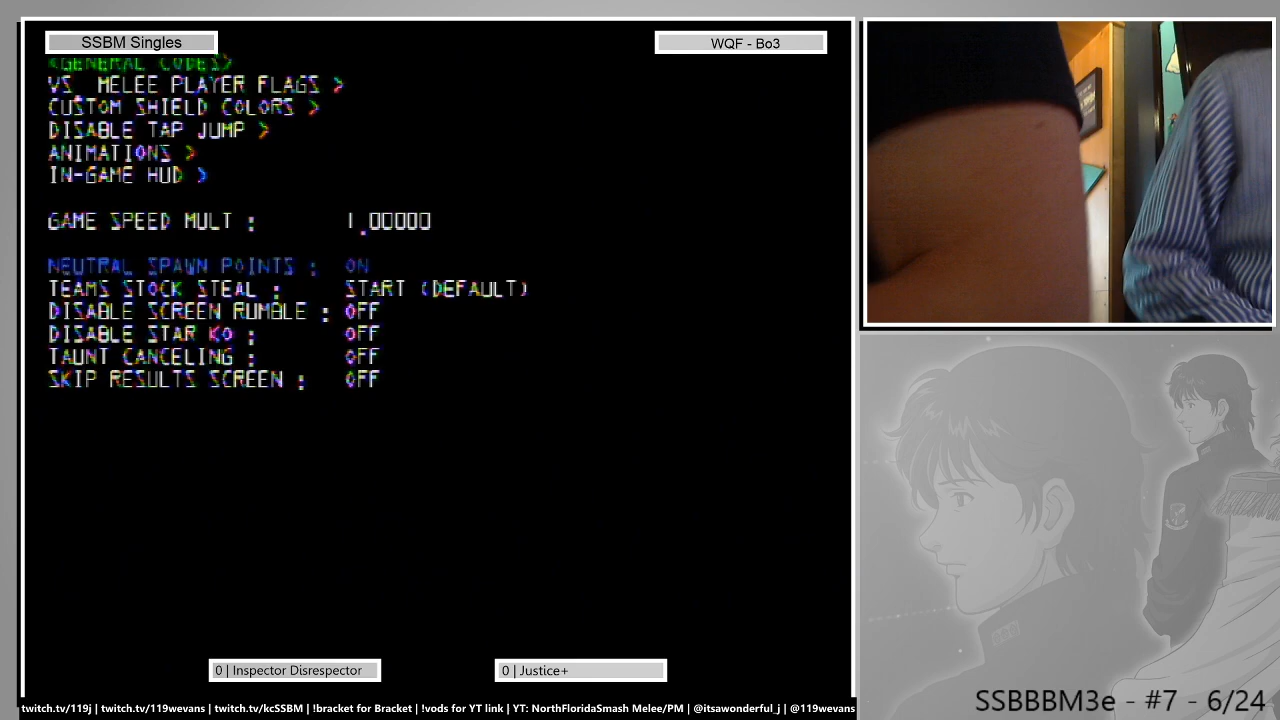 SSBM Singles
WQF - Bo3
<GENERAL CODES>
VS. MELEE PLAYER FLAGS >
CUSTOM SHIELD COLORS >
DISABLE TAP JUMP >
ANIMATIONS >
IN-GAME HUD >
GAME SPEED MULT : 1.00000
NEUTRAL SPAWN POINTS : ON
TEAMS STOCK STEAL : START (DEFAULT)
DISABLE SCREEN RUMBLE : OFF
DISABLE STAR KO : OFF
TAUNT CANCELING : OFF
SKIP RESULTS SCREEN : OFF
0 | Inspector Disrespector
0 | Justice+
SSBBBM3e - #7 - 6/24
twitch.tv/119j | twitch.tv/119wevans | twitch.tv/kcSSBM | !bracket for Bracket | !vods for YT link | YT: NorthFloridaSmash Melee/PM | @itsawonderful_j | @119wevans